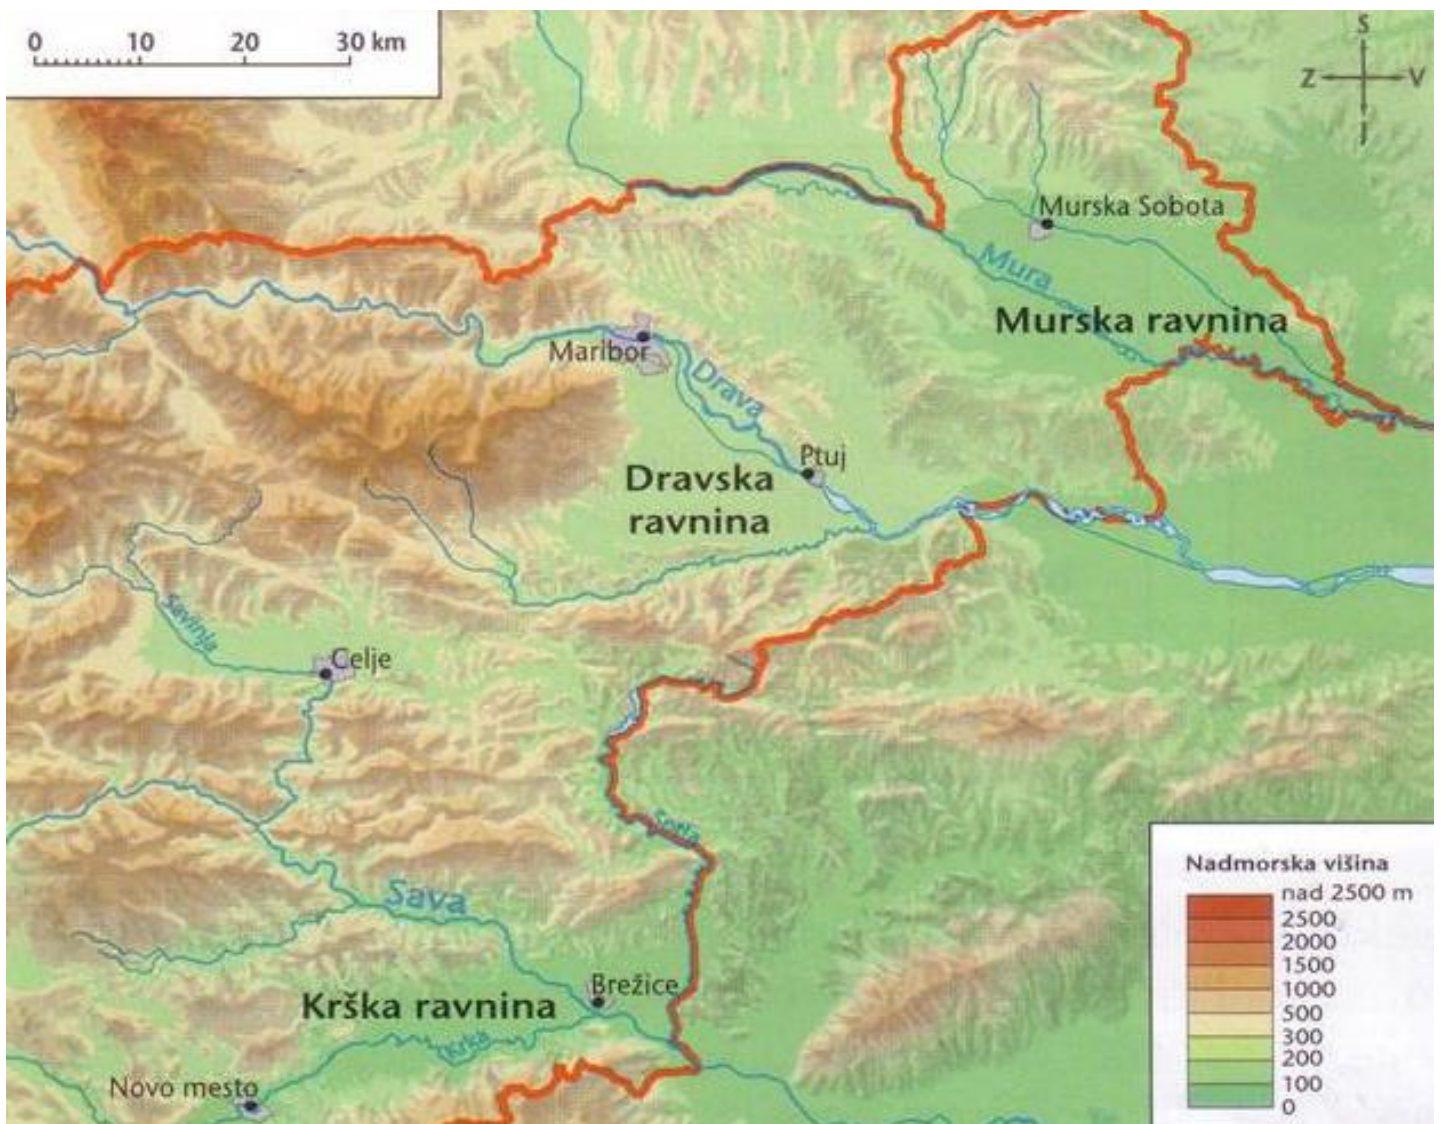 0 10 20 30 km
S
Z V
J
Murska Sobota
Mura
Murska ravnina
Maribor
Drava
Ptuj
Dravska
ravnina
Savinja
Celje
Sotla
Sava
Brežice
Krška ravnina
Krka
Novo mesto
Nadmorska višina
nad 2500 m
2500
2000
1500
1000
500
300
200
100
0